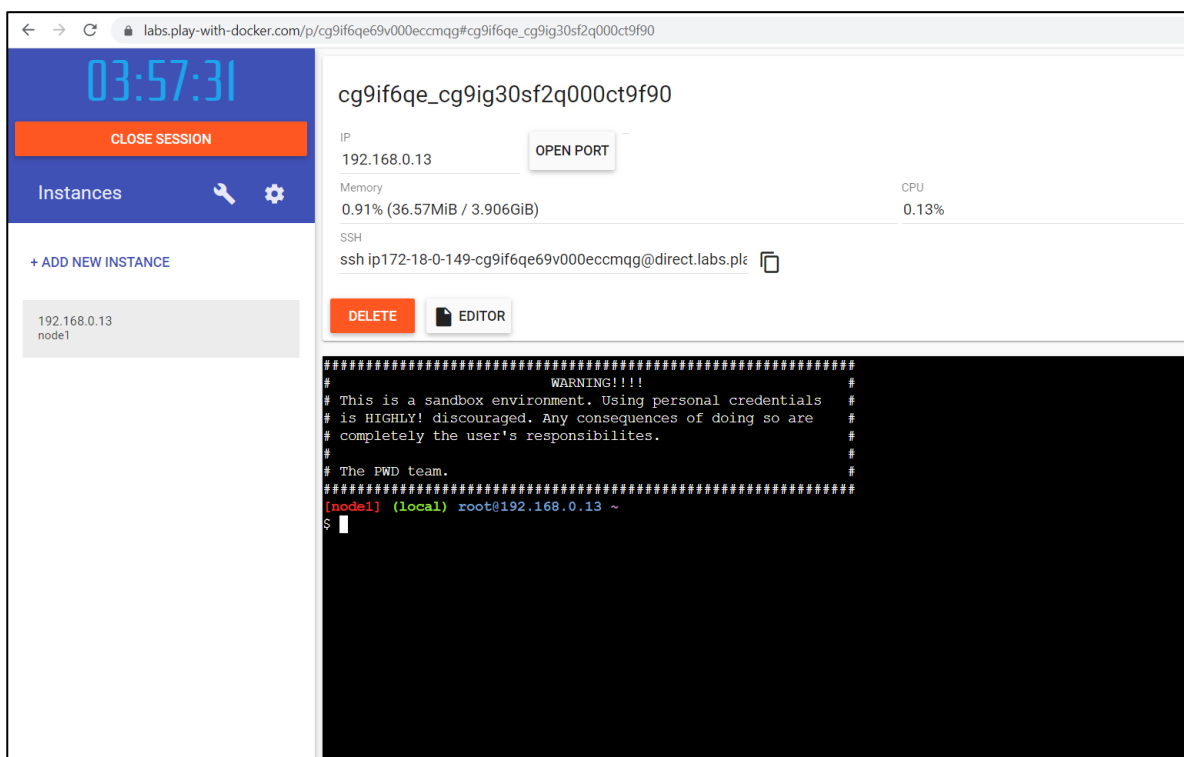 labs.play-with-docker.com/p/cg9if6qe69v000eccmqg#cg9if6qe_cg9ig30sf2q000ct9f90
03:57:31
CLOSE SESSION
Instances
+ ADD NEW INSTANCE
192.168.0.13
node1
cg9if6qe_cg9ig30sf2q000ct9f90
IP
192.168.0.13
OPEN PORT
Memory
0.91% (36.57MiB / 3.906GiB)
CPU
0.13%
SSH
ssh ip172-18-0-149-cg9if6qe69v000eccmqg@direct.labs.pla
DELETE
EDITOR
###############################################################
# WARNING!!!! #
# This is a sandbox environment. Using personal credentials #
# is HIGHLY! discouraged. Any consequences of doing so are #
# completely the user's responsibilites. #
# #
# The PWD team. #
###############################################################
[node1] (local) root@192.168.0.13 ~
$